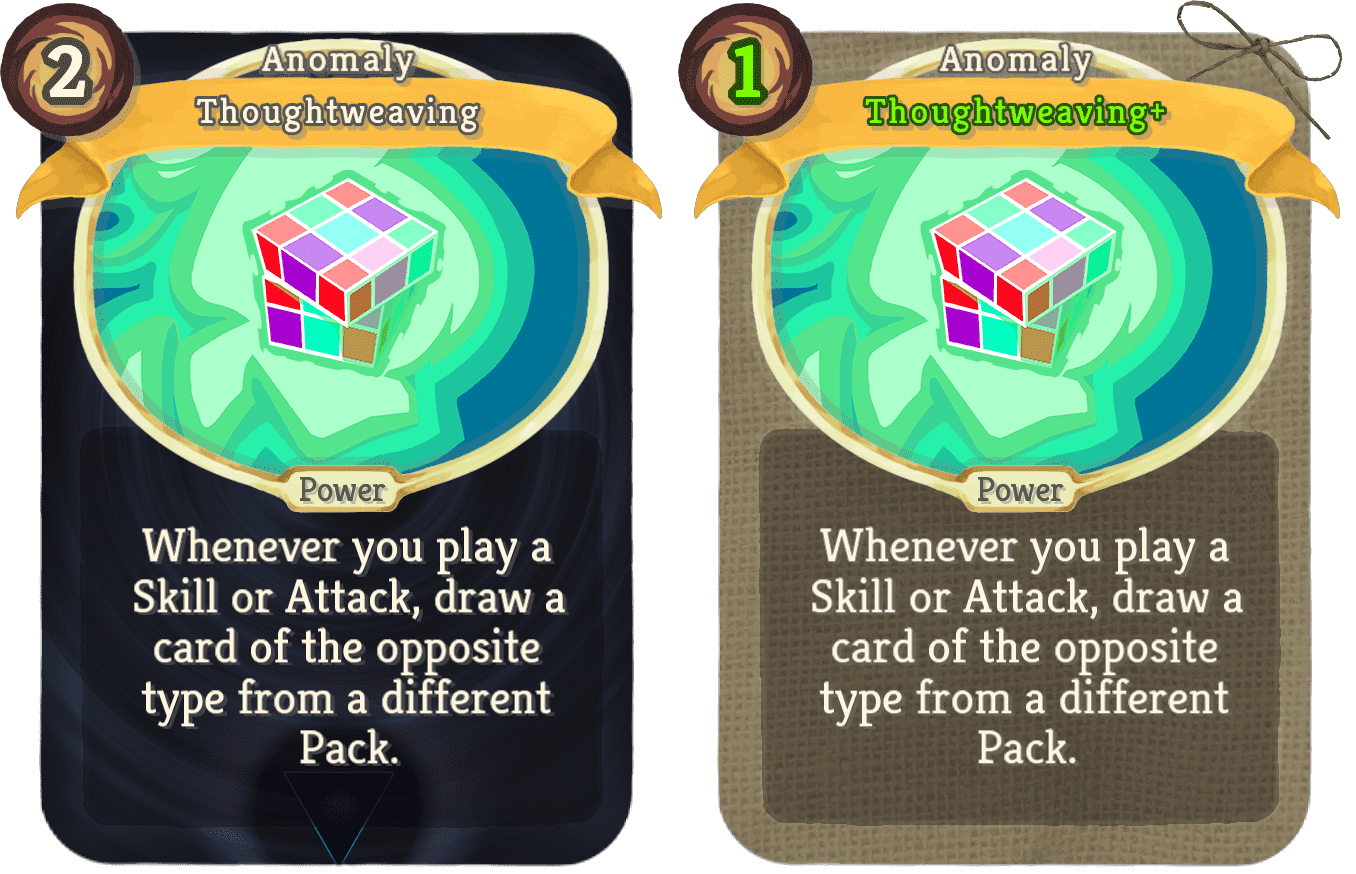 2
Anomaly
Thoughtweaving
Power
Whenever you play a
Skill or Attack, draw a
card of the opposite
type from a different
Pack.
1
Anomaly
Thoughtweaving+
Power
Whenever you play a
Skill or Attack, draw a
card of the opposite
type from a different
Pack.